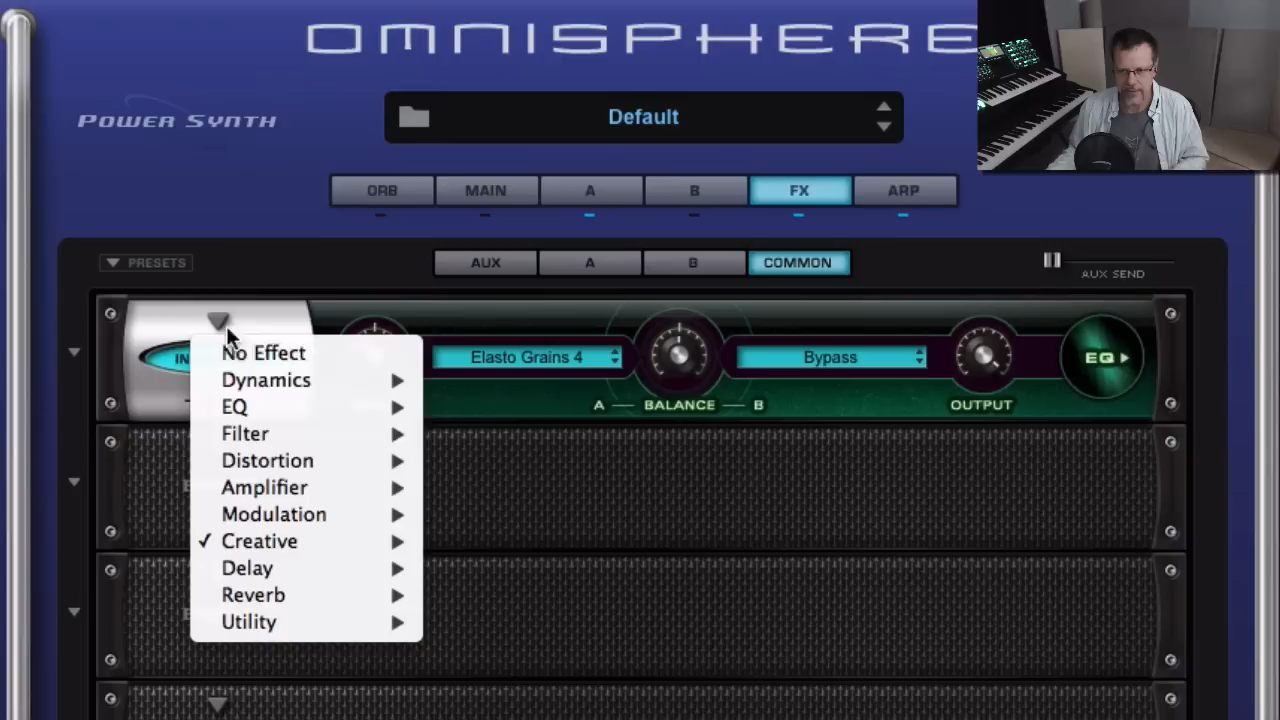 OMNISPHERE
POWER SYNTH
Default
ORB MAIN A B FX ARP
PRESETS AUX A B COMMON
AUX SEND
IN Elasto Grains 4 Bypass EQ
A BALANCE B OUTPUT
No Effect
Dynamics
EQ
Filter
Distortion
Amplifier
Modulation
✓ Creative
Delay
Reverb
Utility